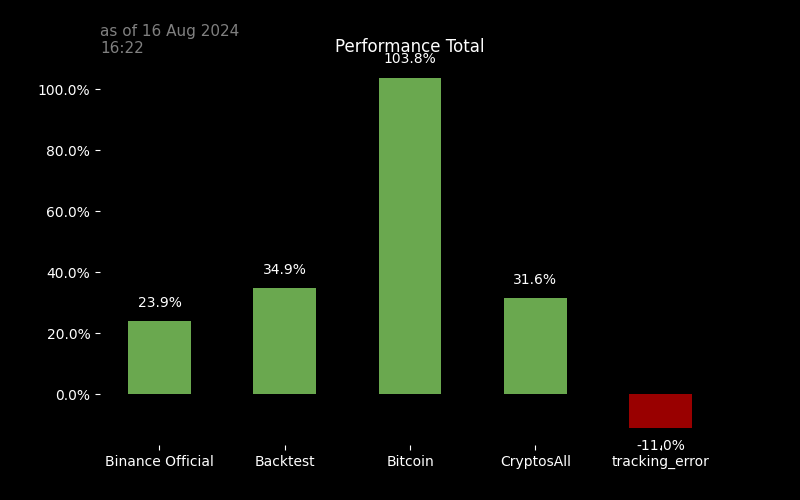 as of 16 Aug 2024
16:22
Performance Total
103.8%
100.0%
80.0%
60.0%
40.0%
20.0%
0.0%
23.9%
34.9%
31.6%
-11.0%
Binance Official
Backtest
Bitcoin
CryptosAll
tracking_error